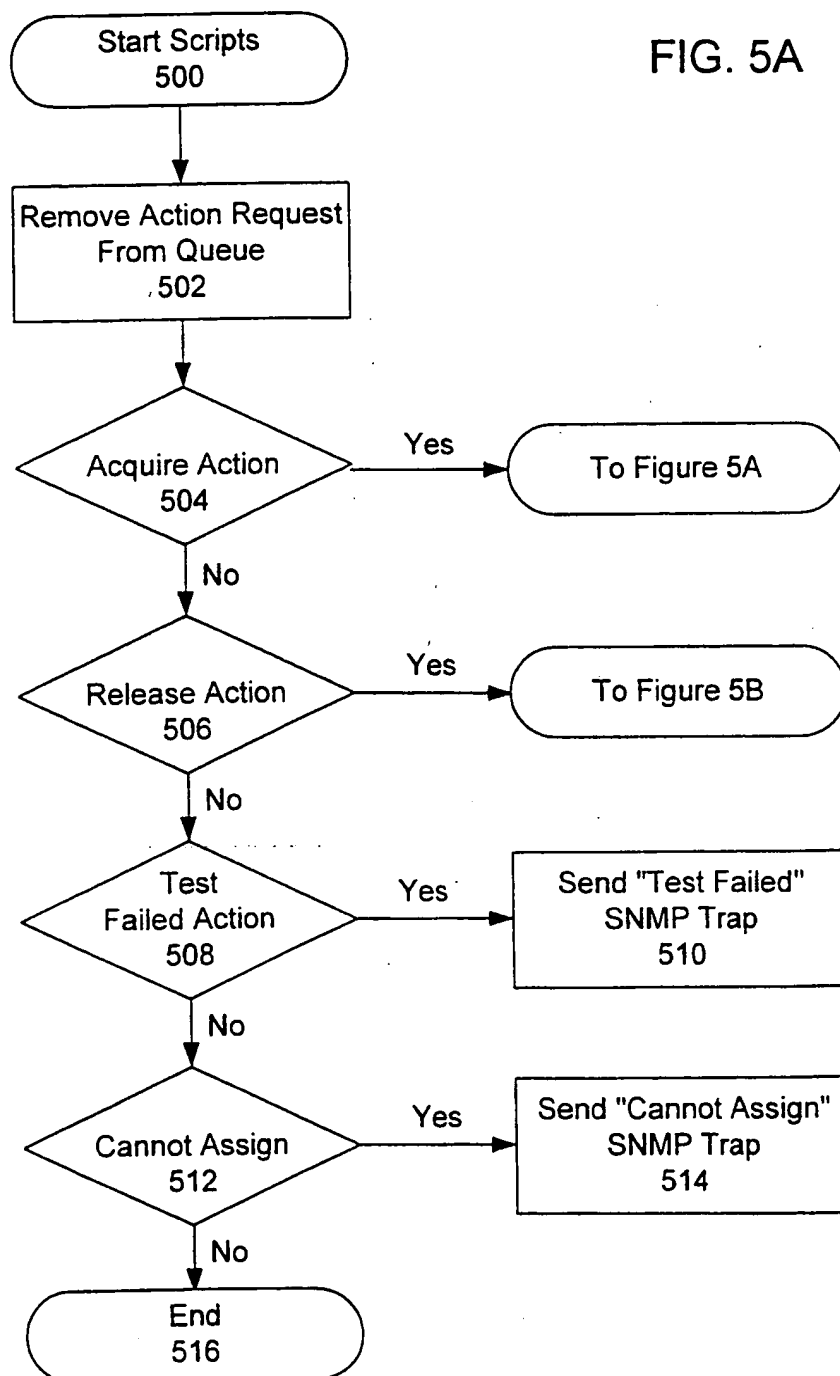 FIG. 5A
Start Scripts
500
Remove Action Request
From Queue
502
Acquire Action
504
Yes
To Figure 5A
No
Release Action
506
Yes
To Figure 5B
No
Test
Failed Action
508
Yes
Send "Test Failed"
SNMP Trap
510
No
Cannot Assign
512
Yes
Send "Cannot Assign"
SNMP Trap
514
No
End
516